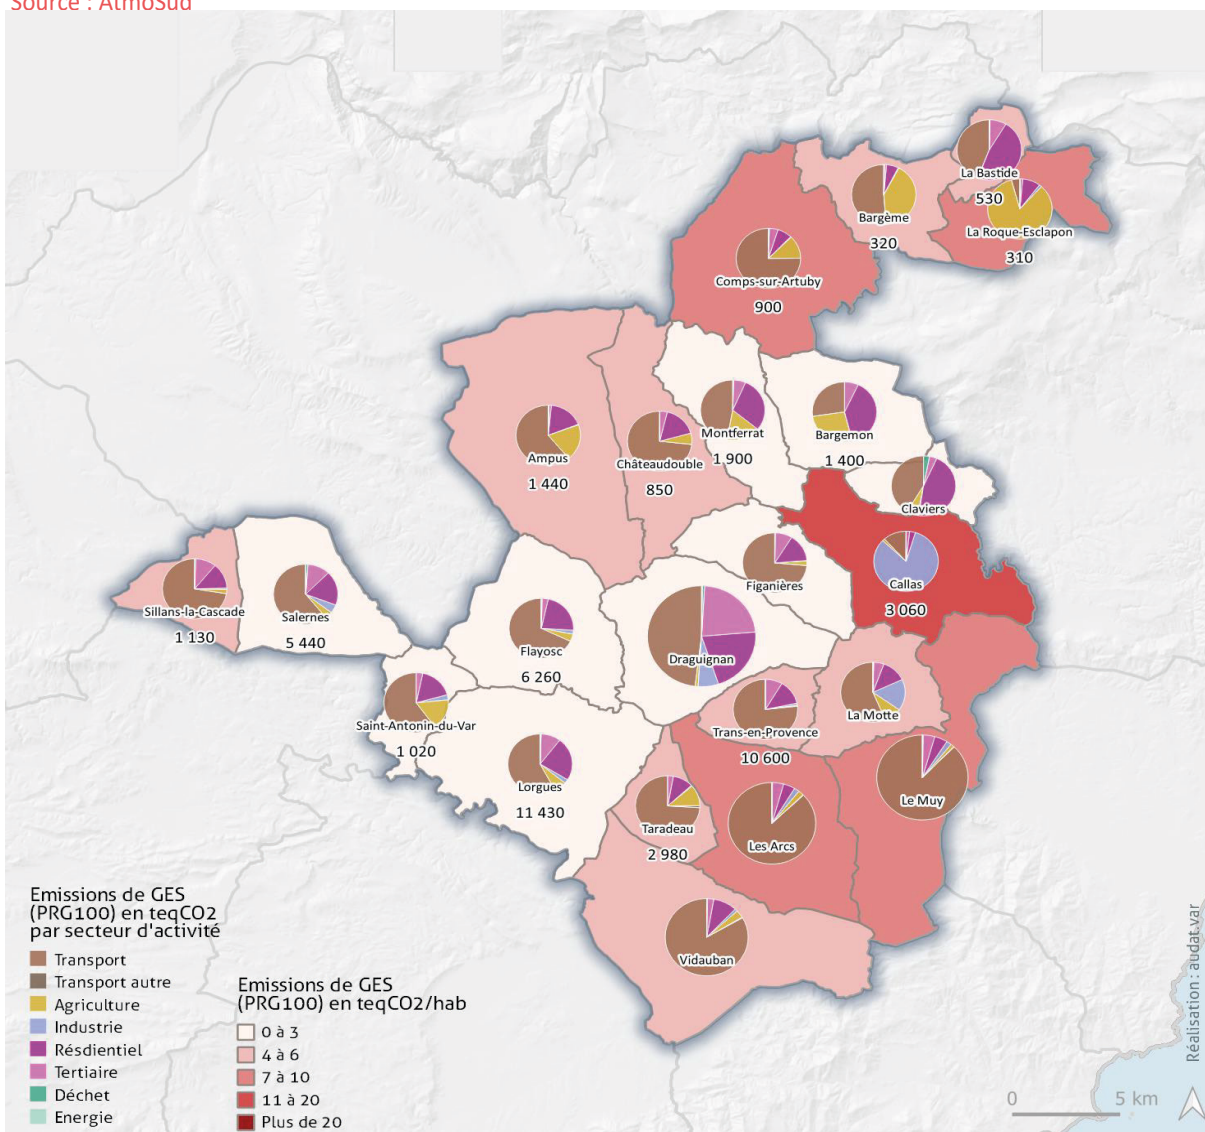 Source : AtmoSud
La Bastide
530
Bargème
320
La Roque-Esclapon
310
Comps-sur-Artuby
900
Montferrat
1 900
Bargemon
1 400
Ampus
1 440
Châteaudouble
850
Claviers
Callas
3 060
Figanières
Sillans-la-Cascade
1 130
Salernes
5 440
Flayosc
6 260
Draguignan
Saint-Antonin-du-Var
1 020
La Motte
Trans-en-Provence
10 600
Lorgues
11 430
Le Muy
Taradeau
2 980
Les Arcs
Vidauban
Emissions de GES
(PRG100) en teqCO2
par secteur d'activité
Transport
Transport autre
Agriculture
Industrie
Résdientiel
Tertiaire
Déchet
Energie
Emissions de GES
(PRG100) en teqCO2/hab
0 à 3
4 à 6
7 à 10
11 à 20
Plus de 20
0 5 km
Réalisation : audat.var